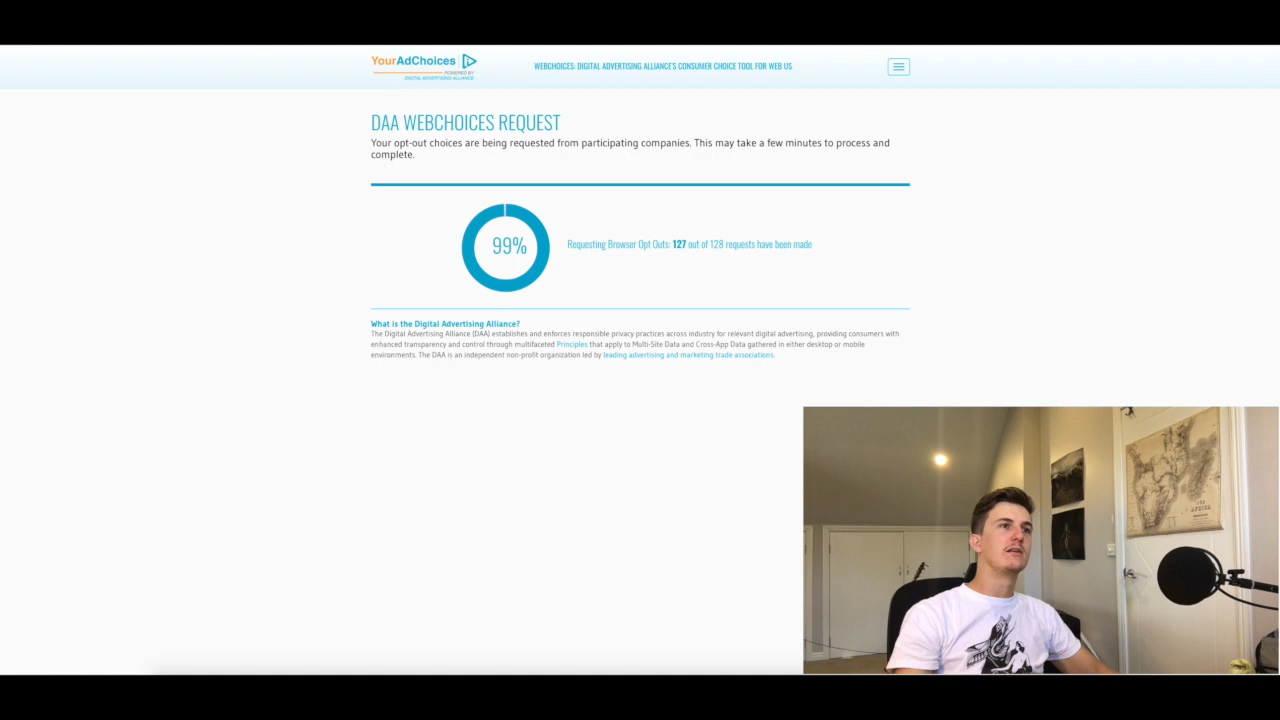 YourAdChoices
POWERED BY
DIGITAL ADVERTISING ALLIANCE
WEBCHOICES: DIGITAL ADVERTISING ALLIANCE'S CONSUMER CHOICE TOOL FOR WEB US
DAA WEBCHOICES REQUEST
Your opt-out choices are being requested from participating companies. This may take a few minutes to process and
complete.
99%
Requesting Browser Opt Outs: 127 out of 128 requests have been made
What is the Digital Advertising Alliance?
The Digital Advertising Alliance (DAA) establishes and enforces responsible privacy practices across industry for relevant digital advertising, providing consumers with
enhanced transparency and control through multifaceted Principles that apply to Multi-Site Data and Cross-App Data gathered in either desktop or mobile
environments. The DAA is an independent non-profit organization led by leading advertising and marketing trade associations.
AFRICA